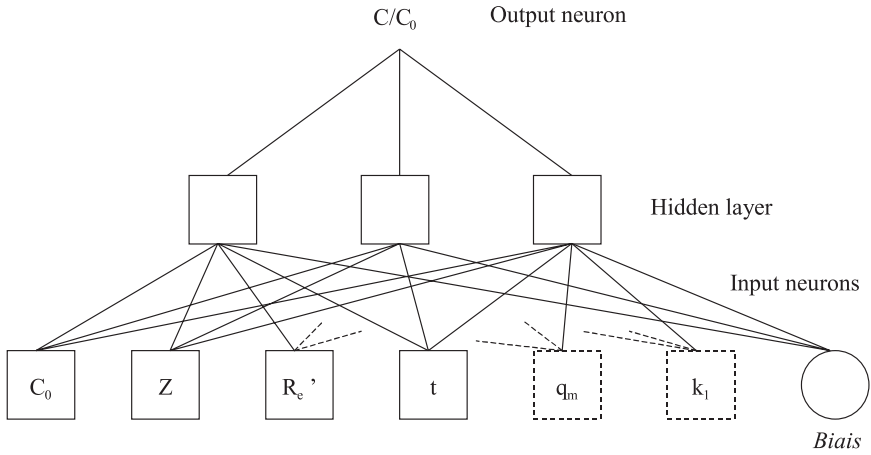 C/C₀ Output neuron
Hidden layer
Input neurons
C₀ Z Rₑ ’ t qₘ k₁
Biais